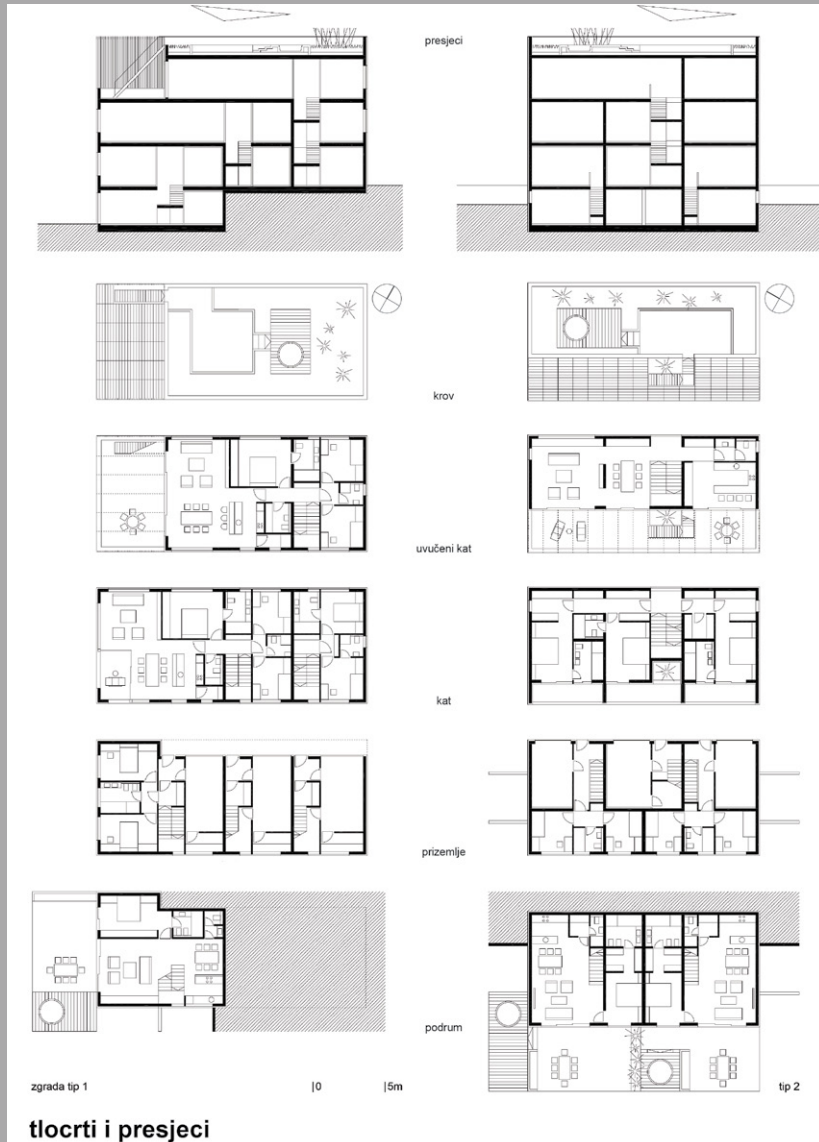 presjeci
krov
uvučeni kat
kat
prizemlje
podrum
zgrada tip 1
|0
|5m
tip 2
tlocrti i presjeci